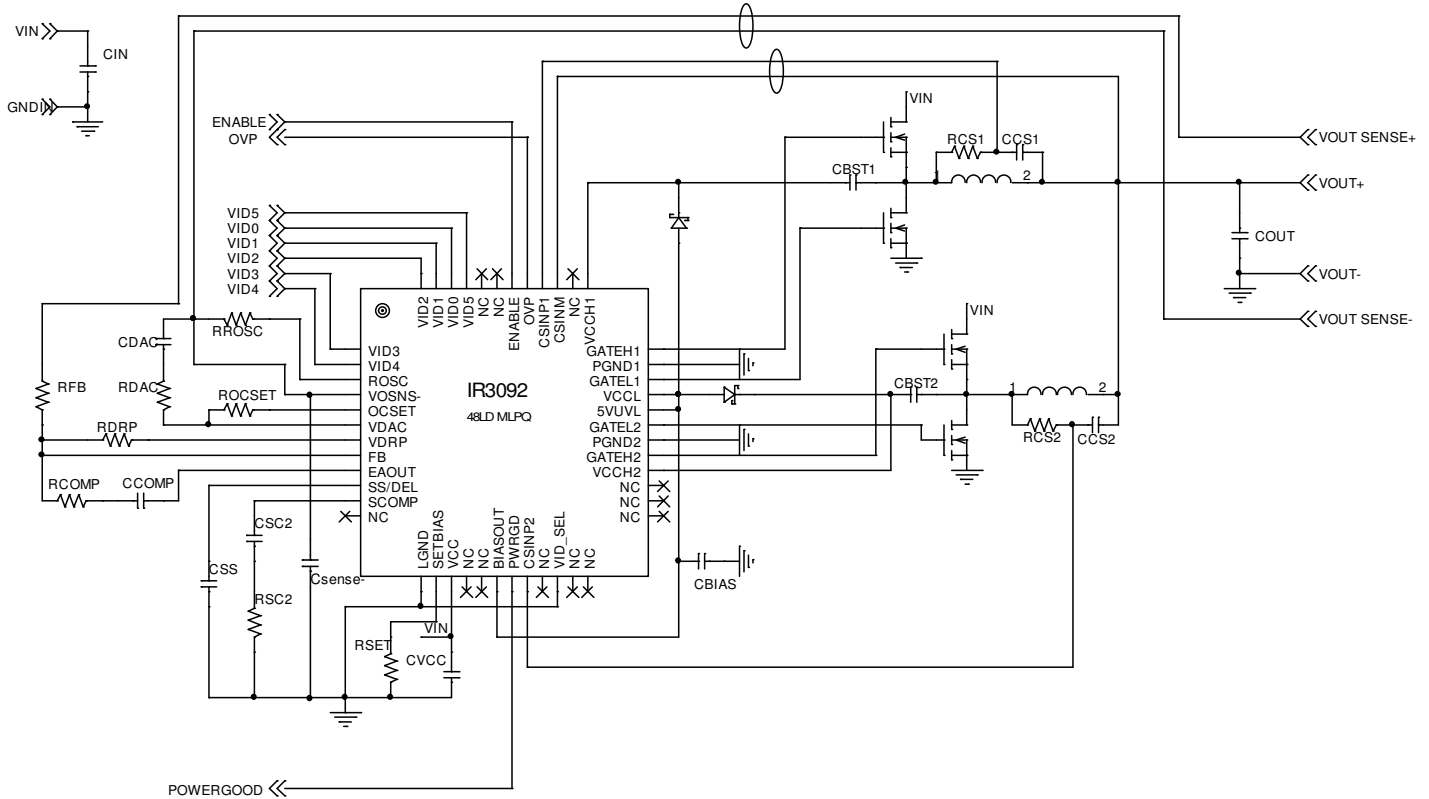 VIN
CIN
GNDIN
ENABLE
OVP
VIN
RCS1
CCS1
VOUT SENSE+
CBST1
1
2
VOUT+
VID5
VID0
VID1
VID2
VID3
VID4
COUT
VOUT-
VOUT SENSE-
VID2
VID1
VID0
VID5
NC
NC
ENABLE
OVP
CSINP1
CSINM
NC
VCCH1
VIN
RROSC
CDAC
RDAC
RFB
ROCSET
RDRP
RCOMP
CCOMP
VID3
VID4
ROSC
VOSNS-
OCSET
VDAC
VDRP
FB
EAOUT
SS/DEL
SCOMP
NC
IR3092
48LD MLPQ
GATEH1
PGND1
GATEL1
VCCL
5VUVL
GATEL2
PGND2
GATEH2
VCCH2
NC
NC
NC
CBST2
1
2
RCS2
CCS2
LGND
SETBIAS
VCC
NC
NC
BIASOUT
PWRGD
CSINP2
NC
VID_SEL
NC
NC
CSC2
CSS
Csense-
RSC2
CBIAS
VIN
RSET
CVCC
POWERGOOD